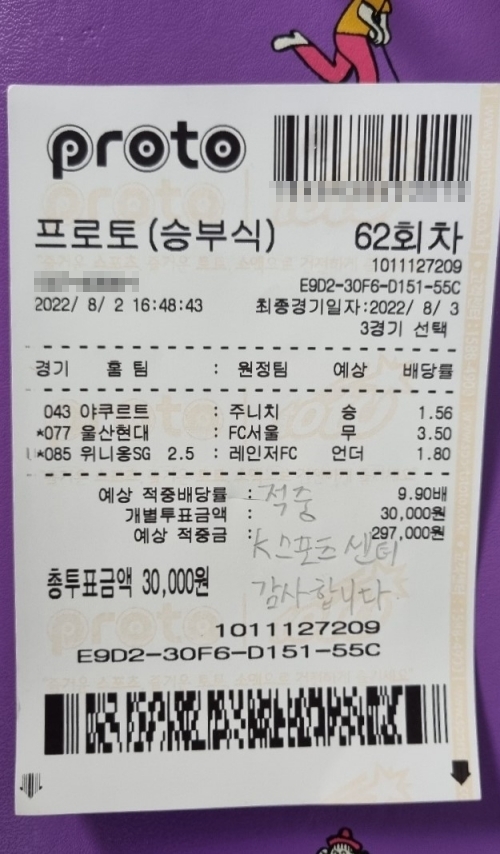 proto
프로토(승부식) 62회차
1011127209
E9D2-30F6-D151-55C
2022/ 8/ 2 16:48:43 최종경기일자:2022/ 8/ 3
3경기 선택
경기 홈 팀 : 원정팀 예상 배당률
043 야쿠르트 : 주니치 승 1.56
*077 울산현대 : FC서울 무 3.50
*085 위니옹SG 2.5 : 레인저FC 언더 1.80
예상 적중배당률 : 9.90배
개별투표금액 : 30,000원
예상 적중금 : 297,000원
적중
K스포츠 센터
감사합니다.
총투표금액 30,000원
1011127209
E9D2-30F6-D151-55C